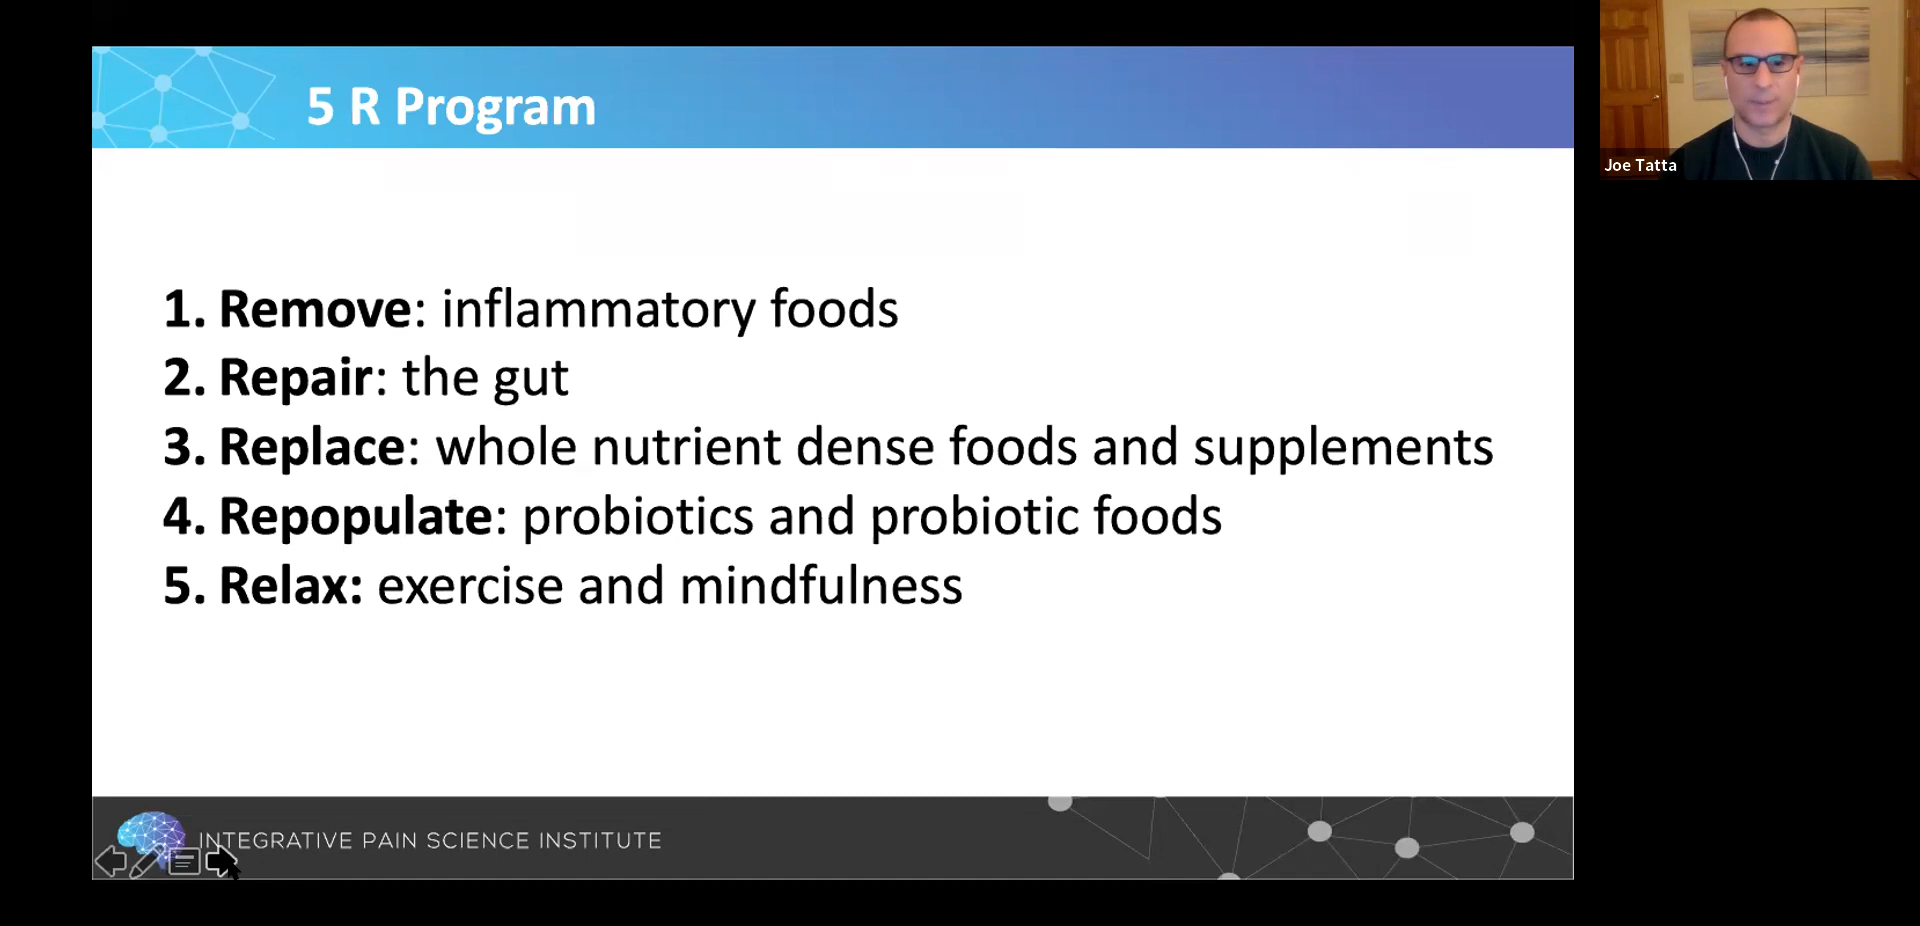 5 R Program
Joe Tatta
1. Remove: inflammatory foods
2. Repair: the gut
3. Replace: whole nutrient dense foods and supplements
4. Repopulate: probiotics and probiotic foods
5. Relax: exercise and mindfulness
INTEGRATIVE PAIN SCIENCE INSTITUTE